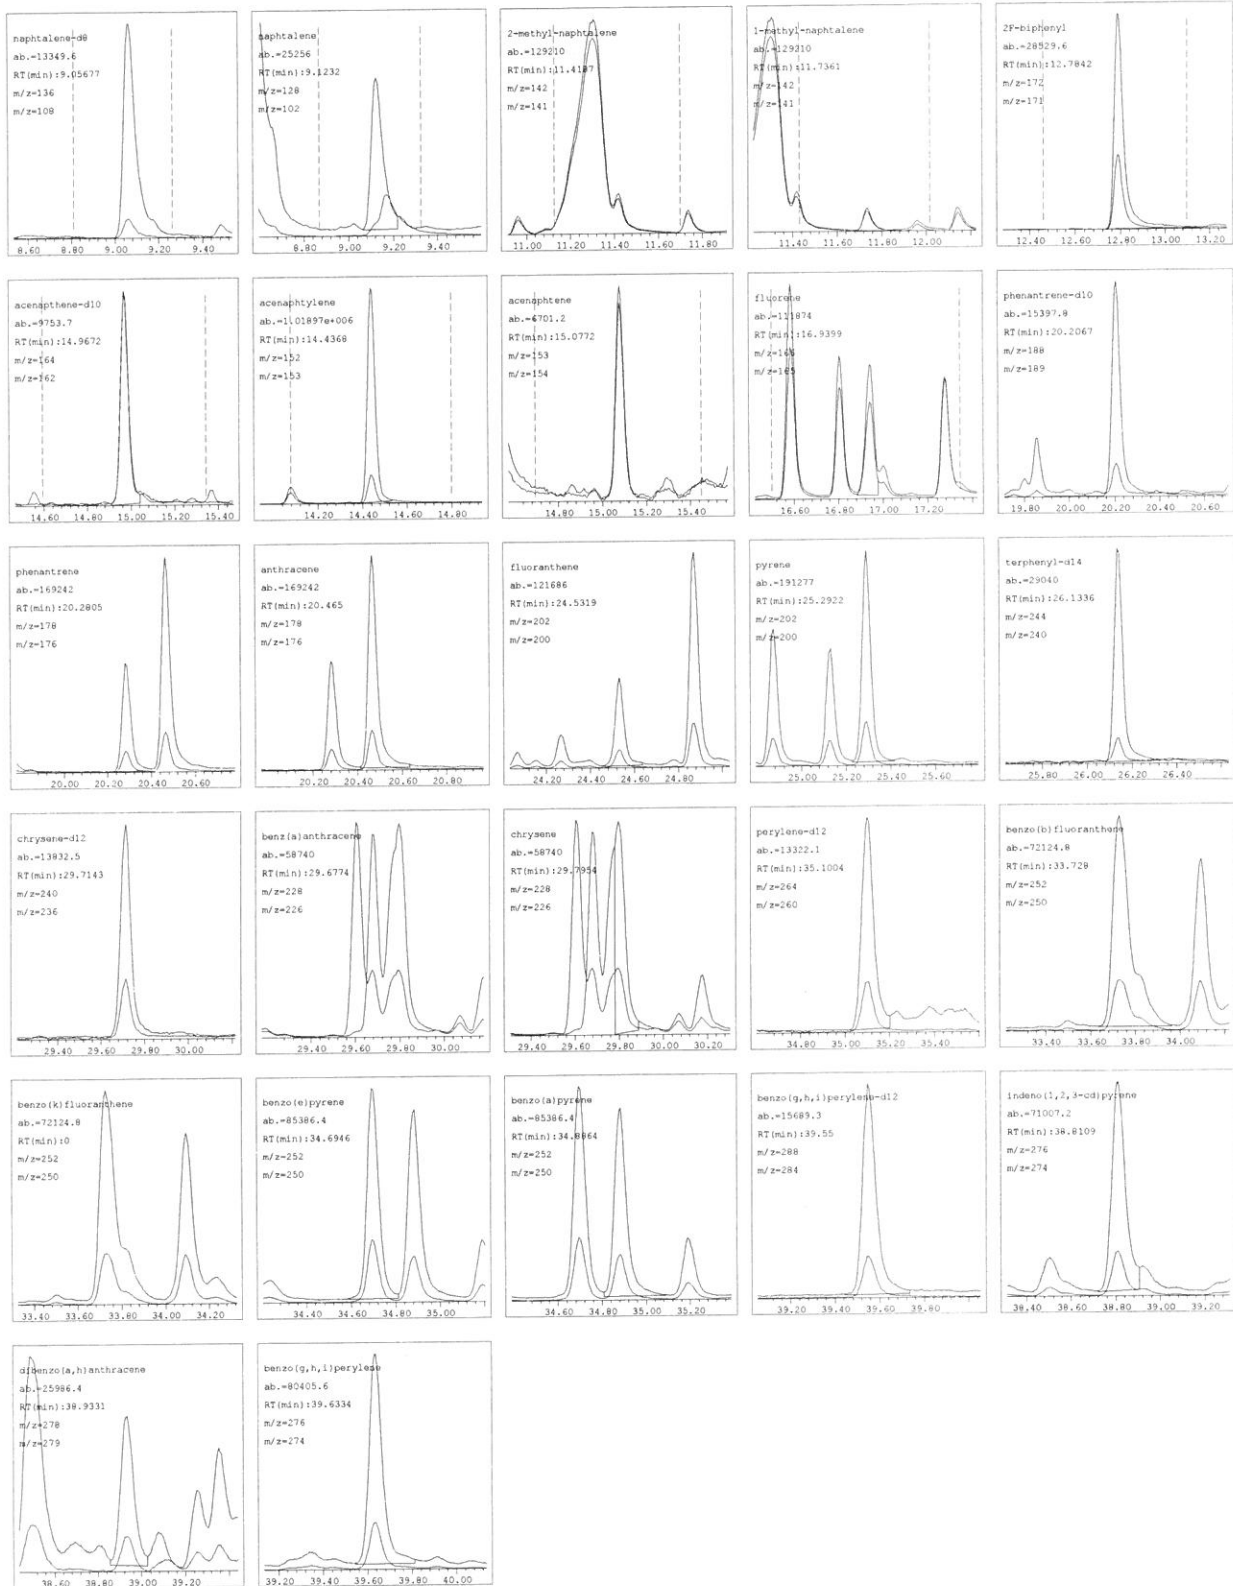 naphtalene-d8
ab.=13349.6
RT(min):9.05677
m/z=136
m/z=108
8.60 8.80 9.00 9.20 9.40
naphtalene
ab.=25256
RT(min):9.1232
m/z=128
m/z=102
8.80 9.00 9.20 9.40
2-methyl-naphtalene
ab.=129210
RT(min):11.4187
m/z=142
m/z=141
11.00 11.20 11.40 11.60 11.80
1-methyl-naphtalene
ab.=129210
RT(min):11.7361
m/z=142
m/z=141
11.40 11.60 11.80 12.00
2F-biphenyl
ab.=28529.6
RT(min):12.7842
m/z=172
m/z=171
12.40 12.60 12.80 13.00 13.20
acenapthene-d10
ab.=9753.7
RT(min):14.9672
m/z=164
m/z=162
14.60 14.80 15.00 15.20 15.40
acenaphtylene
ab.=1.01897e+006
RT(min):14.4368
m/z=152
m/z=153
14.20 14.40 14.60 14.80
acenaphtene
ab.=6701.2
RT(min):15.0772
m/z=153
m/z=154
14.80 15.00 15.20 15.40
fluorene
ab.=111874
RT(min):16.9399
m/z=166
m/z=165
16.60 16.80 17.00 17.20
phenantrene-d10
ab.=15397.8
RT(min):20.2067
m/z=188
m/z=189
19.80 20.00 20.20 20.40 20.60
phenantrene
ab.=169242
RT(min):20.2805
m/z=178
m/z=176
20.00 20.20 20.40 20.60
anthracene
ab.=169242
RT(min):20.465
m/z=178
m/z=176
20.20 20.40 20.60 20.80
fluoranthene
ab.=121686
RT(min):24.5319
m/z=202
m/z=200
24.20 24.40 24.60 24.80
pyrene
ab.=191277
RT(min):25.2922
m/z=202
m/z=200
25.00 25.20 25.40 25.60
terphenyl-d14
ab.=29040
RT(min):26.1336
m/z=244
m/z=240
25.80 26.00 26.20 26.40
chrysene-d12
ab.=13832.5
RT(min):29.7143
m/z=240
m/z=236
29.40 29.60 29.80 30.00
benz(a)anthracene
ab.=58740
RT(min):29.6774
m/z=228
m/z=226
29.40 29.60 29.80 30.00
chrysene
ab.=58740
RT(min):29.7954
m/z=228
m/z=226
29.40 29.60 29.80 30.00 30.20
perylene-d12
ab.=13322.1
RT(min):35.1004
m/z=264
m/z=260
34.80 35.00 35.20 35.40
benzo(b)fluoranthene
ab.=72124.8
RT(min):33.728
m/z=252
m/z=250
33.40 33.60 33.80 34.00
benzo(k)fluoranthene
ab.=72124.8
RT(min):0
m/z=252
m/z=250
33.40 33.60 33.80 34.00 34.20
benzo(e)pyrene
ab.=85386.4
RT(min):34.6946
m/z=252
m/z=250
34.40 34.60 34.80 35.00
benzo(a)pyrene
ab.=85386.4
RT(min):34.8864
m/z=252
m/z=250
34.60 34.80 35.00 35.20
benzo(g,h,i)perylene-d12
ab.=15689.3
RT(min):39.55
m/z=288
m/z=284
39.20 39.40 39.60 39.80
indeno(1,2,3-cd)pyrene
ab.=71007.2
RT(min):38.8109
m/z=276
m/z=274
38.40 38.60 38.80 39.00 39.20
dibenzo(a,h)anthracene
ab.=25986.4
RT(min):38.9331
m/z=278
m/z=279
38.60 38.80 39.00 39.20
benzo(g,h,i)perylene
ab.=80405.6
RT(min):39.6334
m/z=276
m/z=274
39.20 39.40 39.60 39.80 40.00